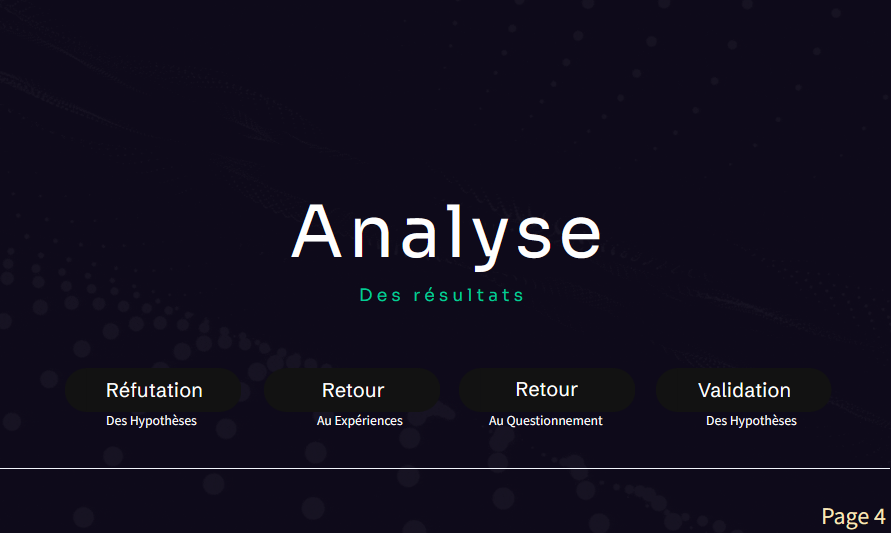 Analyse
Des résultats
Réfutation
Des Hypothèses
Retour
Au Expériences
Retour
Au Questionnement
Validation
Des Hypothèses
Page 4